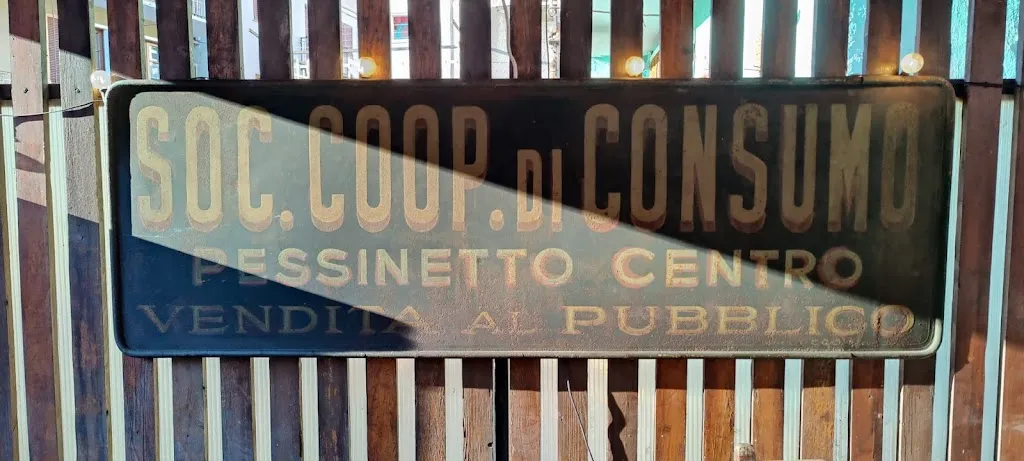 SOC. COOP. DI CONSUMO
PESSINETTO CENTRO
VENDITA AL PUBBLICO